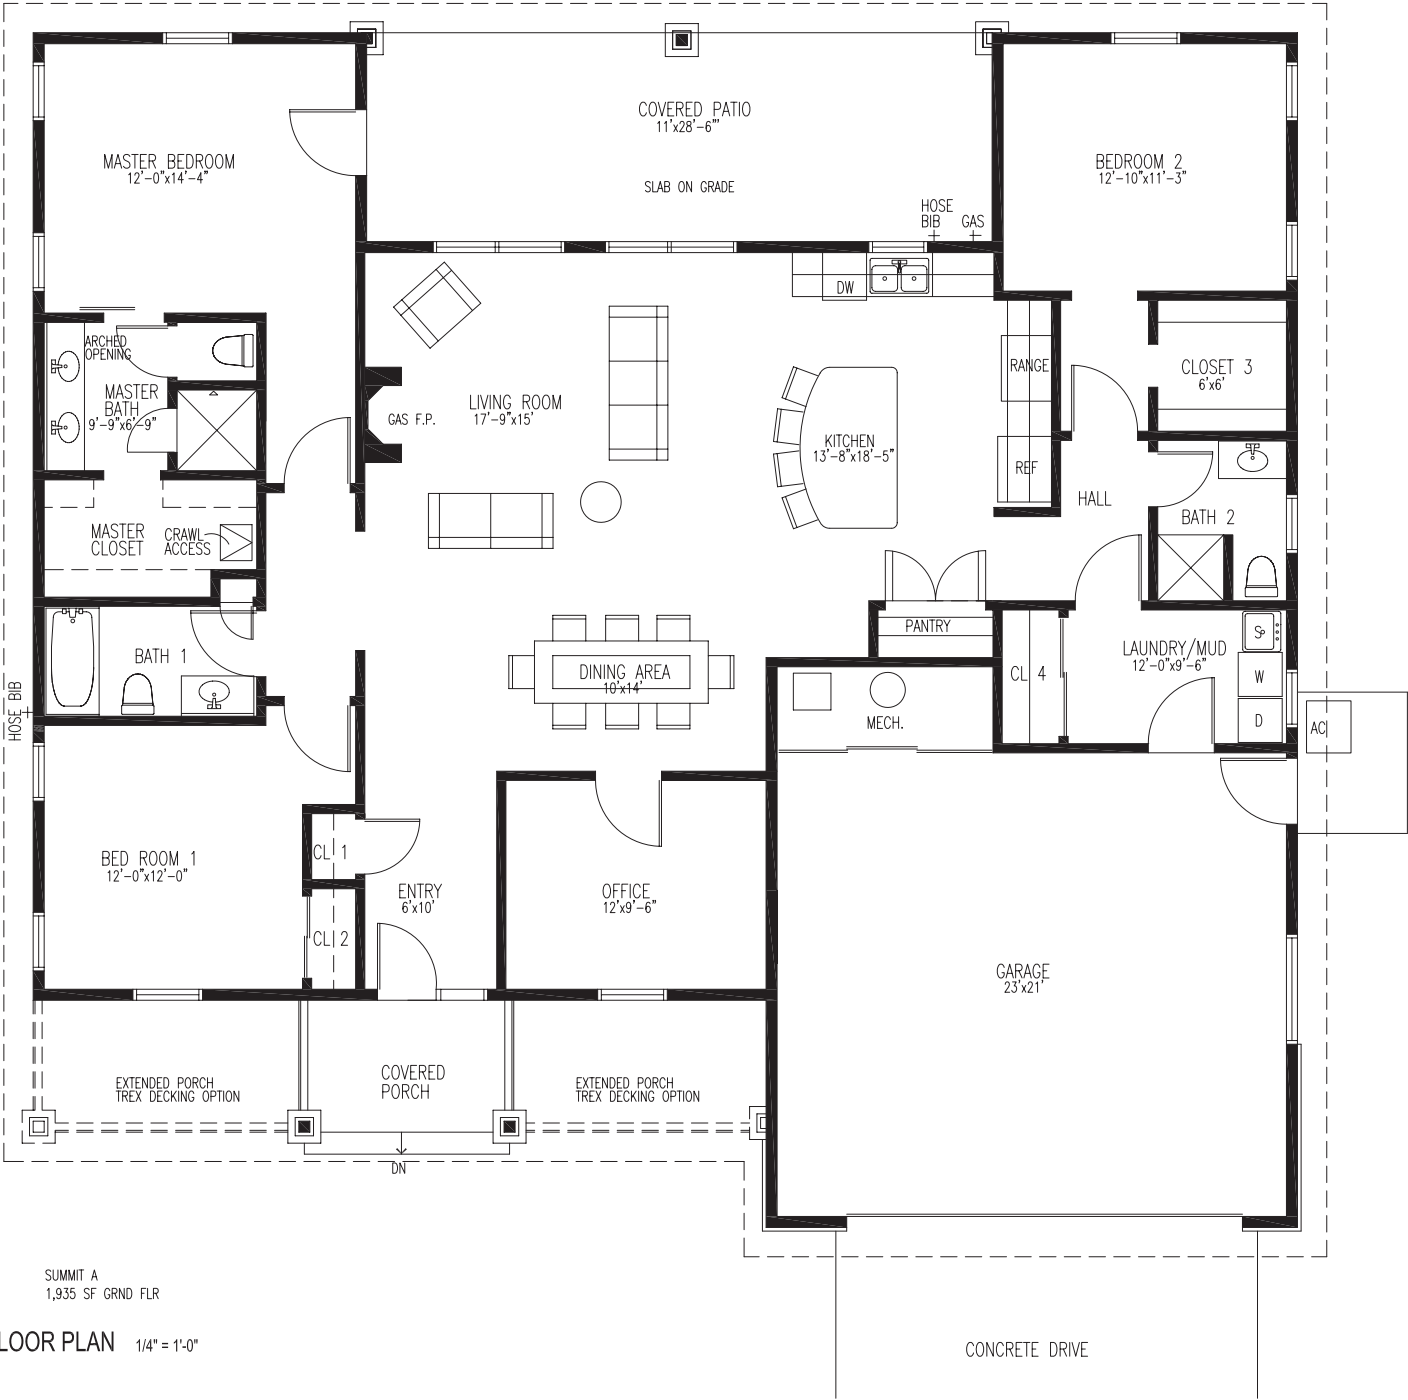 COVERED PATIO
11'x28'-6"'
SLAB ON GRADE
HOSE
BIB
GAS
MASTER BEDROOM
12'-0"x14'-4"
BEDROOM 2
12'-10"x11'-3"
DW
ARCHED
OPENING
MASTER
BATH
9'-9"x6'-9"
GAS F.P.
LIVING ROOM
17'-9"x15'
KITCHEN
13'-8"x18'-5"
RANGE
REF
CLOSET 3
6'x6'
HALL
BATH 2
MASTER
CLOSET
CRAWL
ACCESS
BATH 1
HOSE BIB
DINING AREA
10'x14'
PANTRY
CL 4
LAUNDRY/MUD
12'-0"x9'-6"
S
W
D
AC
MECH.
BED ROOM 1
12'-0"x12'-0"
CL 1
CL 2
ENTRY
6'x10'
OFFICE
12'x9'-6"
GARAGE
23'x21'
EXTENDED PORCH
TREX DECKING OPTION
COVERED
PORCH
EXTENDED PORCH
TREX DECKING OPTION
DN
SUMMIT A
1,935 SF GRND FLR
LOOR PLAN 1/4" = 1'-0"
CONCRETE DRIVE